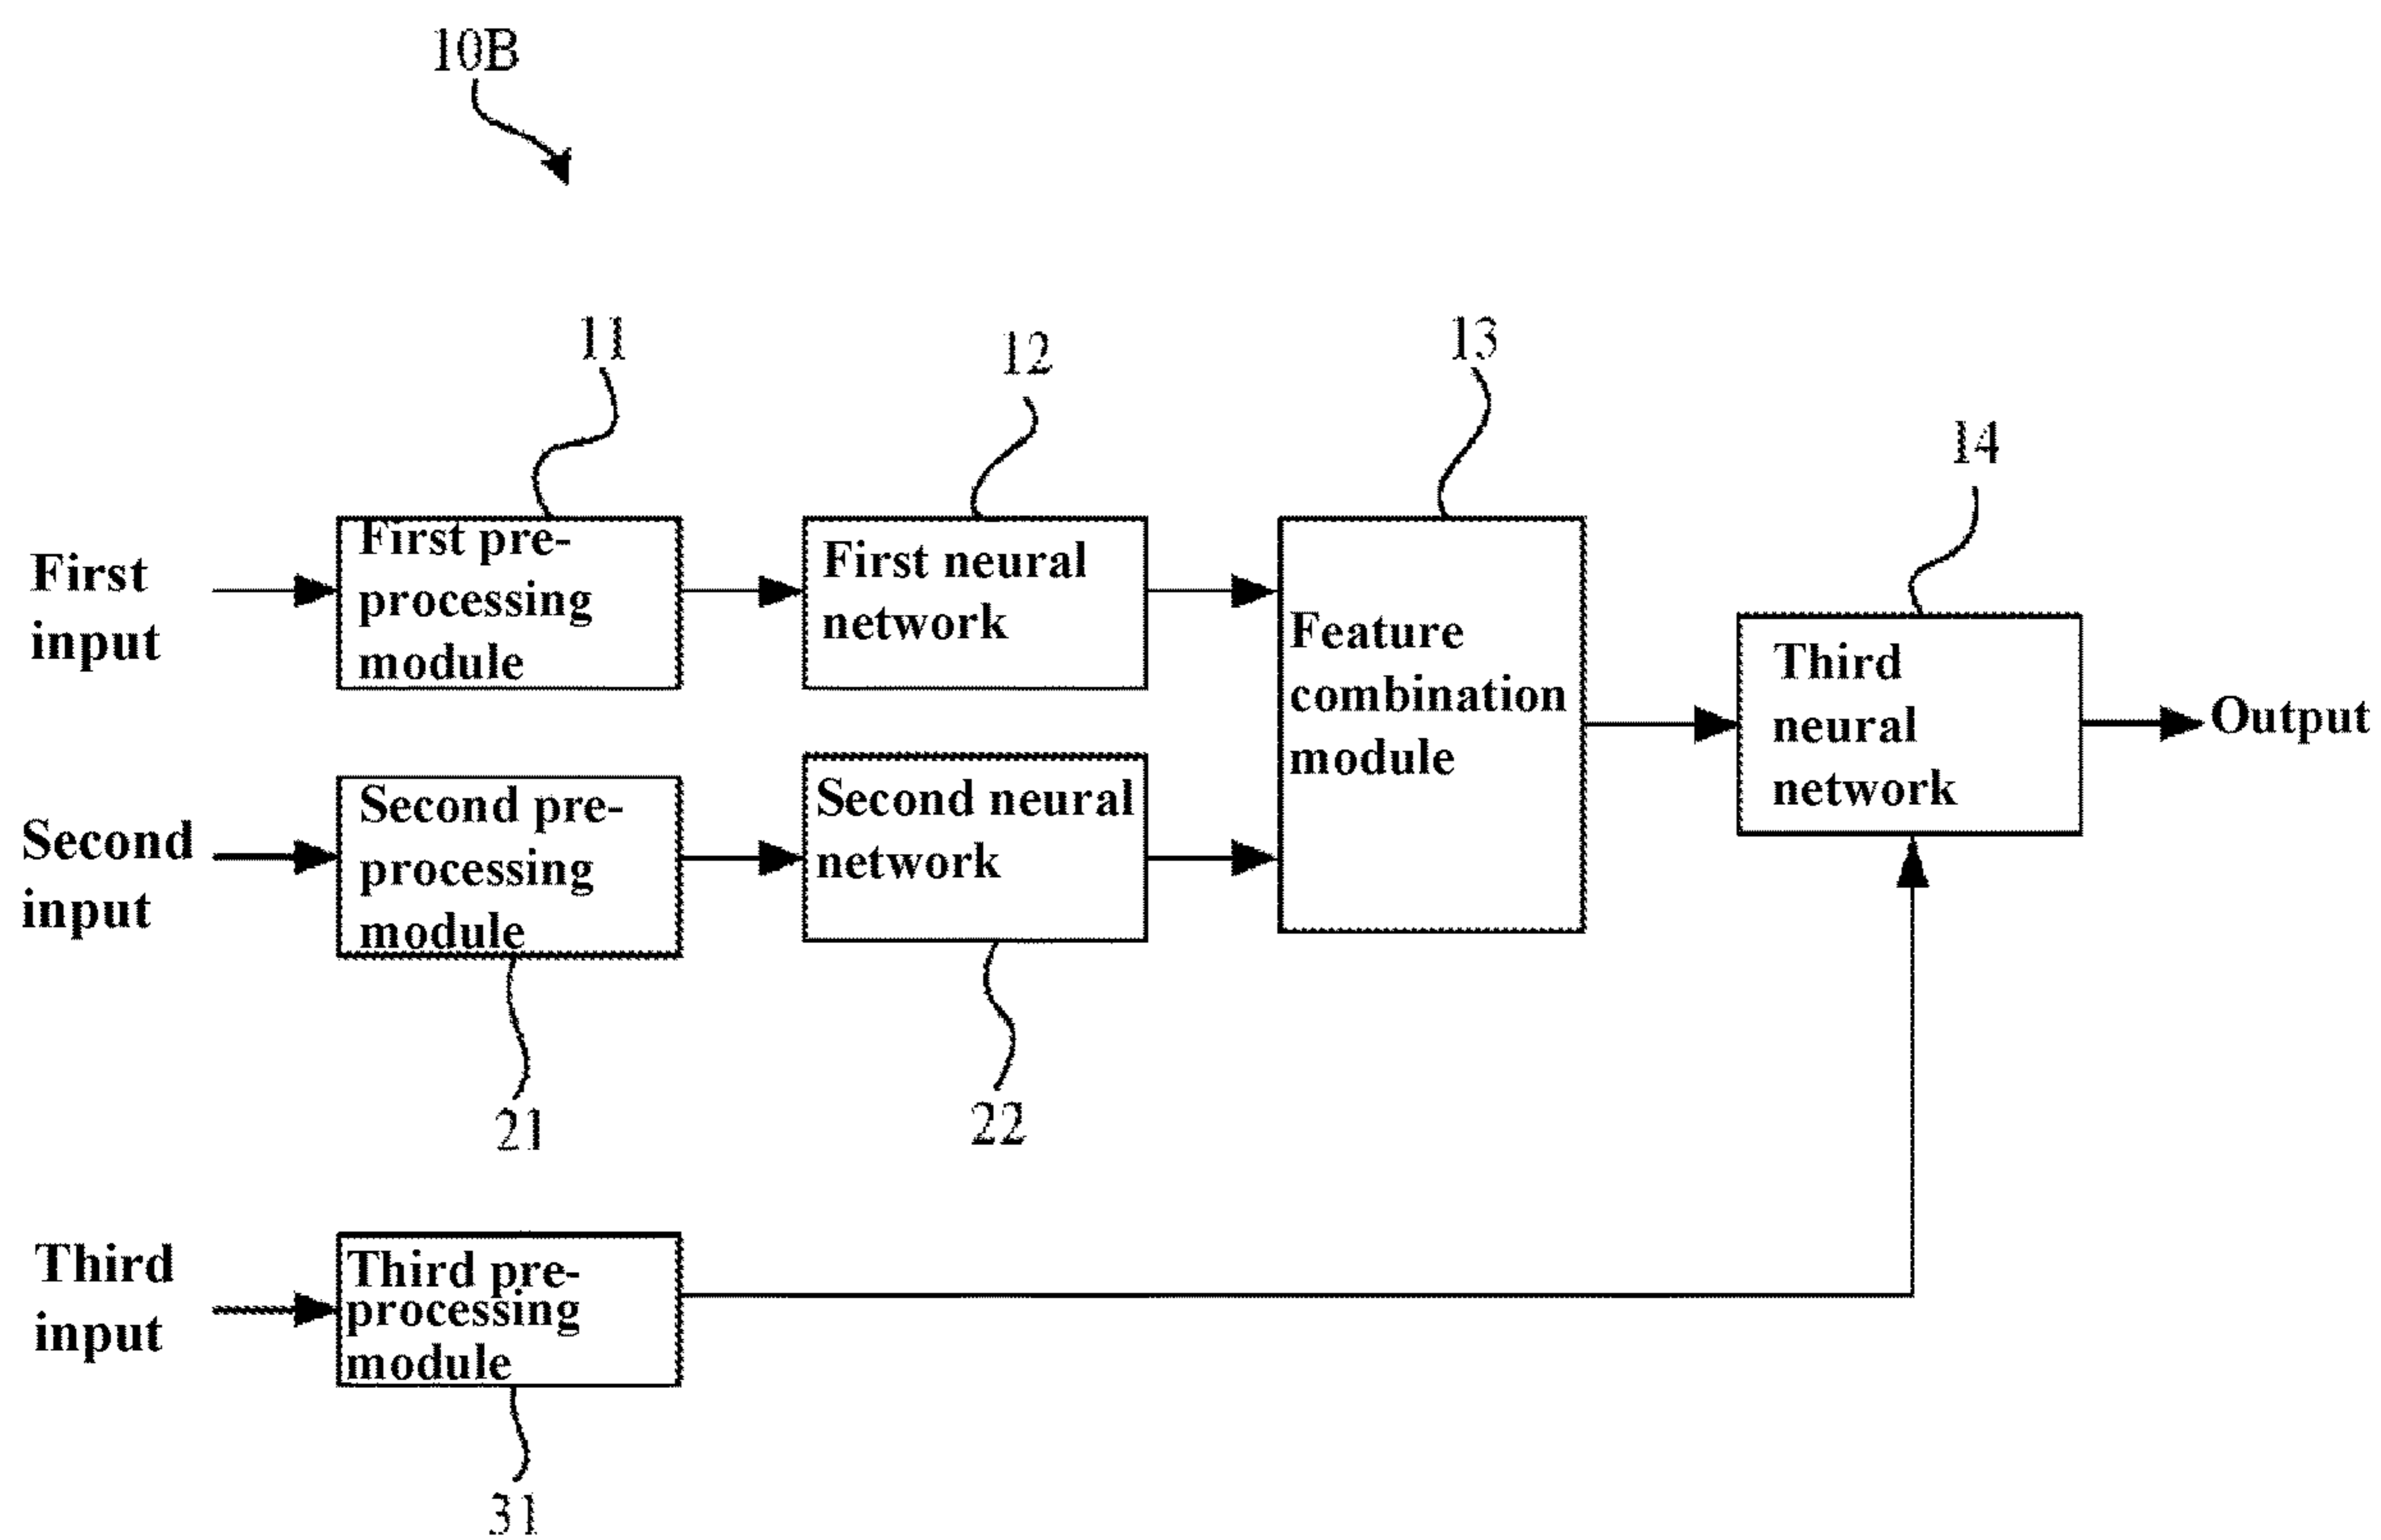 10B
11
12
13
14
First
input
First pre-
processing
module
First neural
network
Feature
combination
module
Third
neural
network
Output
Second
input
Second pre-
processing
module
Second neural
network
21
22
Third
input
Third pre-
processing
module
31